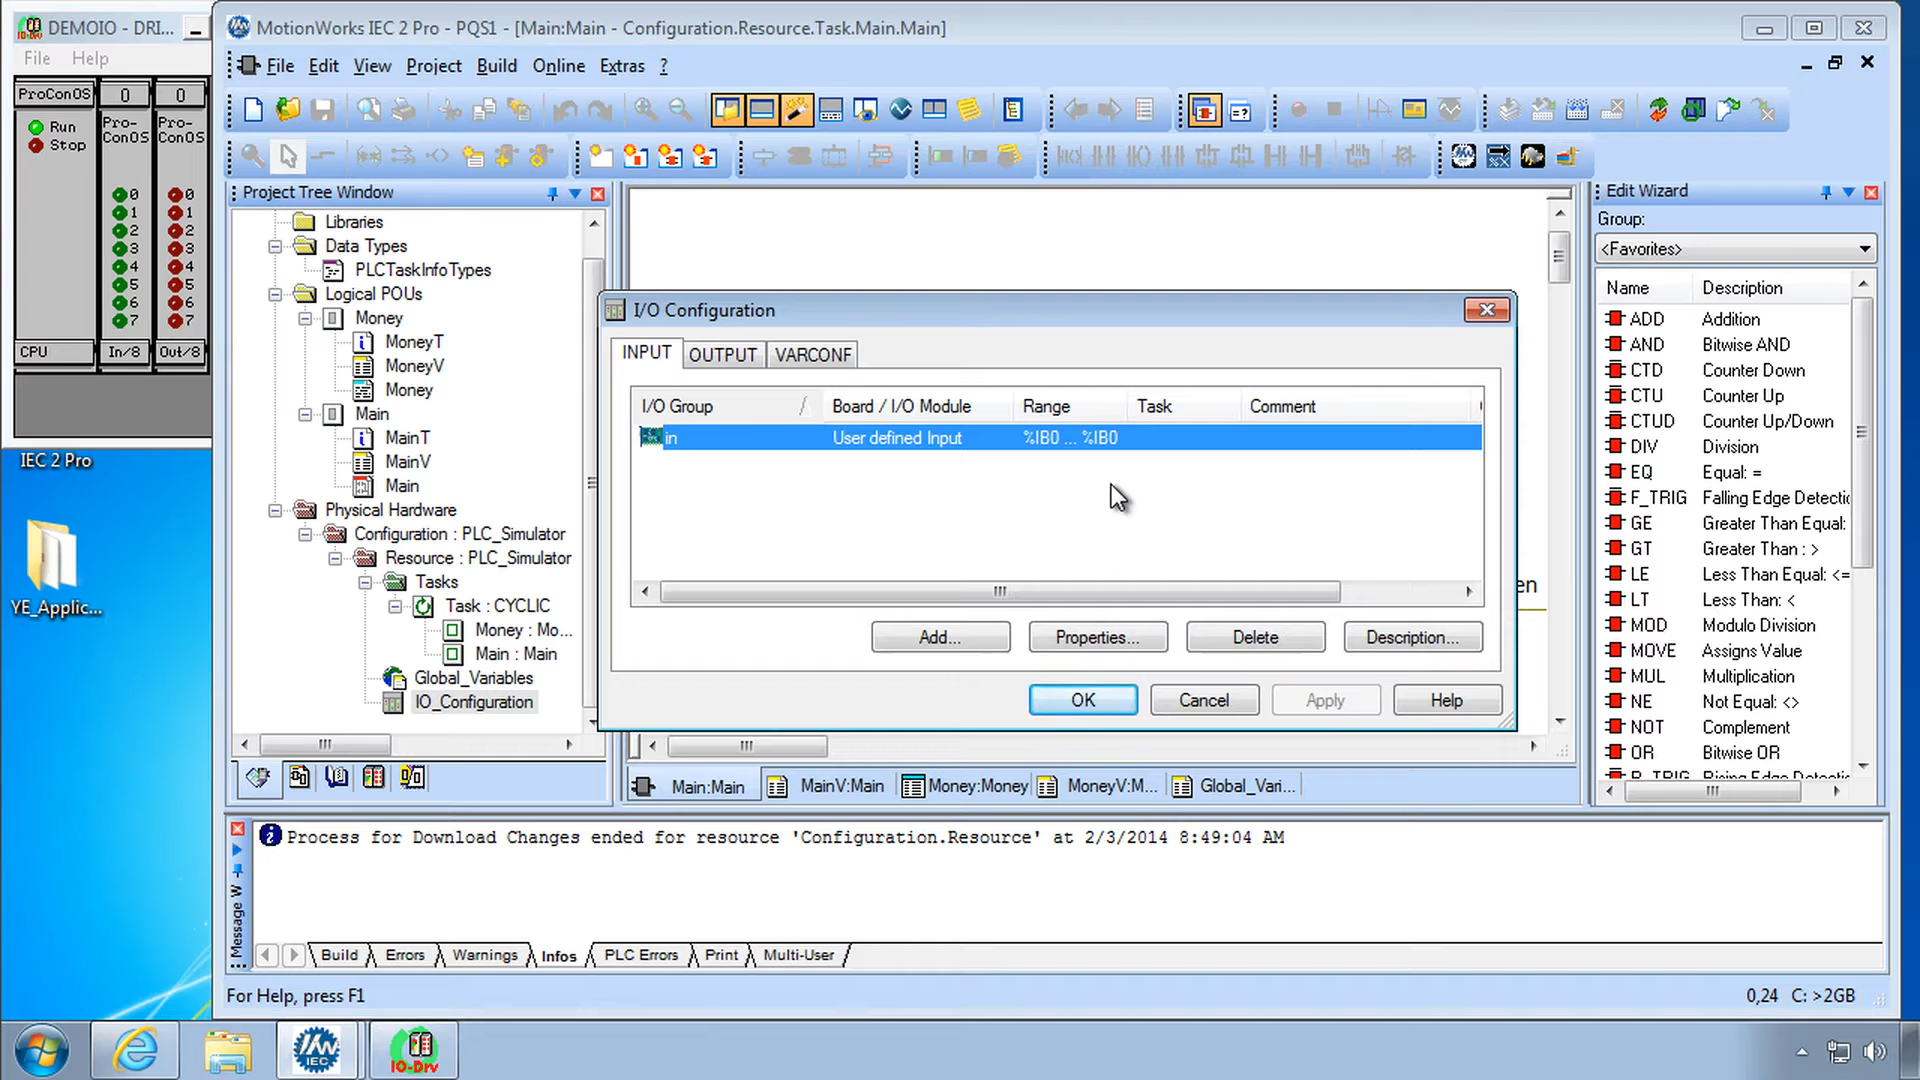 DEMOIO - DRI...
File Help
ProConOS 0 0
Run
Stop
Pro-
ConOS
Pro-
ConOS
0 0
1 1
2 2
3 3
4 4
5 5
6 6
7 7
CPU In/8 Out/8
IEC 2 Pro
YE_Applic...
MotionWorks IEC 2 Pro - PQS1 - [Main:Main - Configuration.Resource.Task.Main.Main]
File Edit View Project Build Online Extras ?
Project Tree Window
Libraries
Data Types
PLCTaskInfoTypes
Logical POUs
Money
MoneyT
MoneyV
Money
Main
MainT
MainV
Main
Physical Hardware
Configuration : PLC_Simulator
Resource : PLC_Simulator
Tasks
Task : CYCLIC
Money : Mo...
Main : Main
Global_Variables
IO_Configuration
I/O Configuration
INPUT OUTPUT VARCONF
I/O Group / Board / I/O Module Range Task Comment
in User defined Input %IB0 ... %IB0
Add... Properties... Delete Description...
OK Cancel Apply Help
en
Main:Main MainV:Main Money:Money MoneyV:M... Global_Vari...
Edit Wizard
Group:
<Favorites>
Name Description
ADD Addition
AND Bitwise AND
CTD Counter Down
CTU Counter Up
CTUD Counter Up/Down
DIV Division
EQ Equal: =
F_TRIG Falling Edge Detectic
GE Greater Than Equal:
GT Greater Than : >
LE Less Than Equal: <=
LT Less Than: <
MOD Modulo Division
MOVE Assigns Value
MUL Multiplication
NE Not Equal: <>
NOT Complement
OR Bitwise OR
R_TRIG Rising Edge Detectic
Message W
Process for Download Changes ended for resource 'Configuration.Resource' at 2/3/2014 8:49:04 AM
Build Errors Warnings Infos PLC Errors Print Multi-User
For Help, press F1
0,24 C: >2GB
IEC
IO-Drv